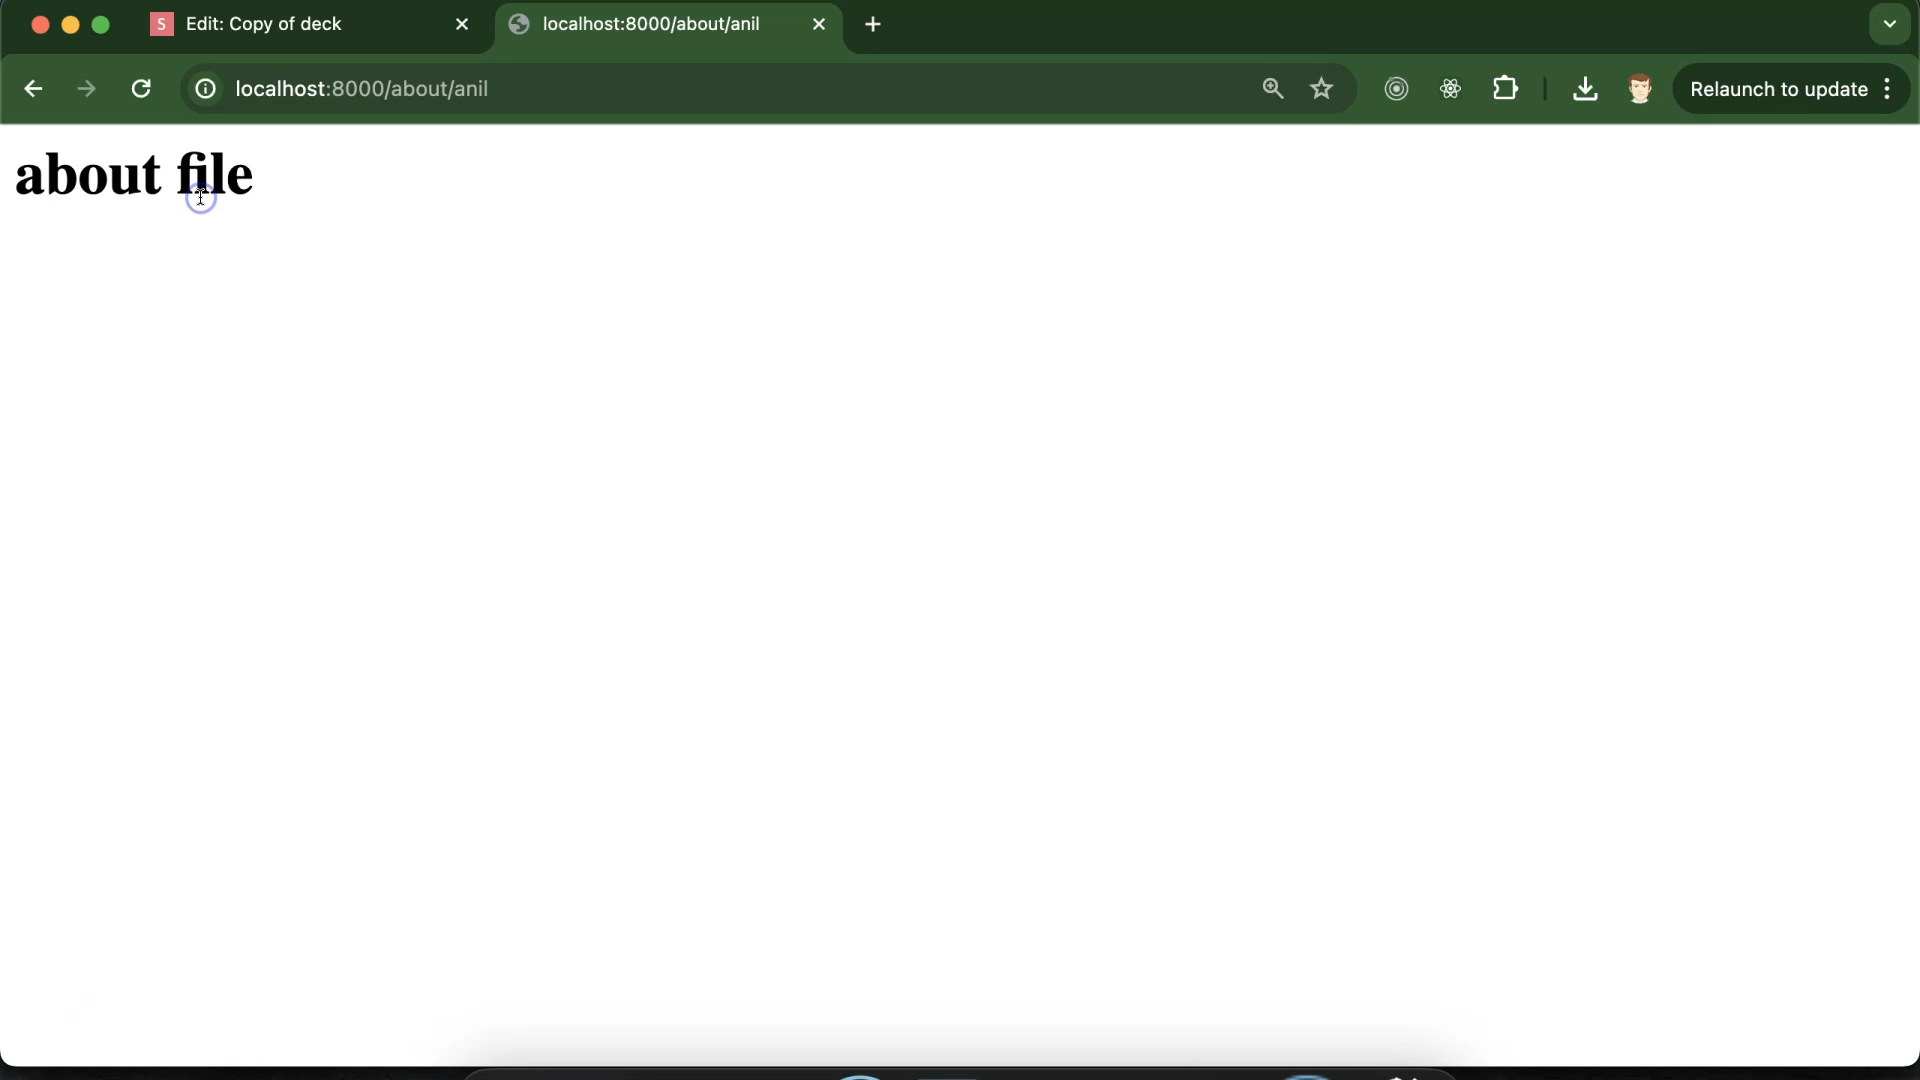 S Edit: Copy of deck
localhost:8000/about/anil
localhost:8000/about/anil
Relaunch to update
about file